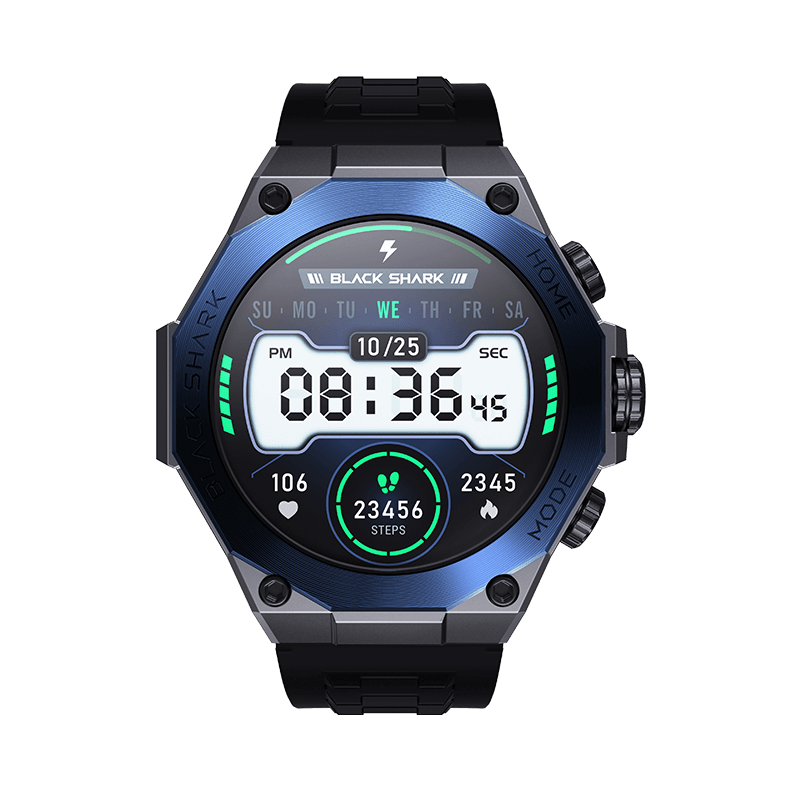 BLACK SHARK
SU MO TU WE TH FR SA
PM 10/25 SEC
08:36 45
106 2345
23456
STEPS
BLACK SHARK
HOME
MODE